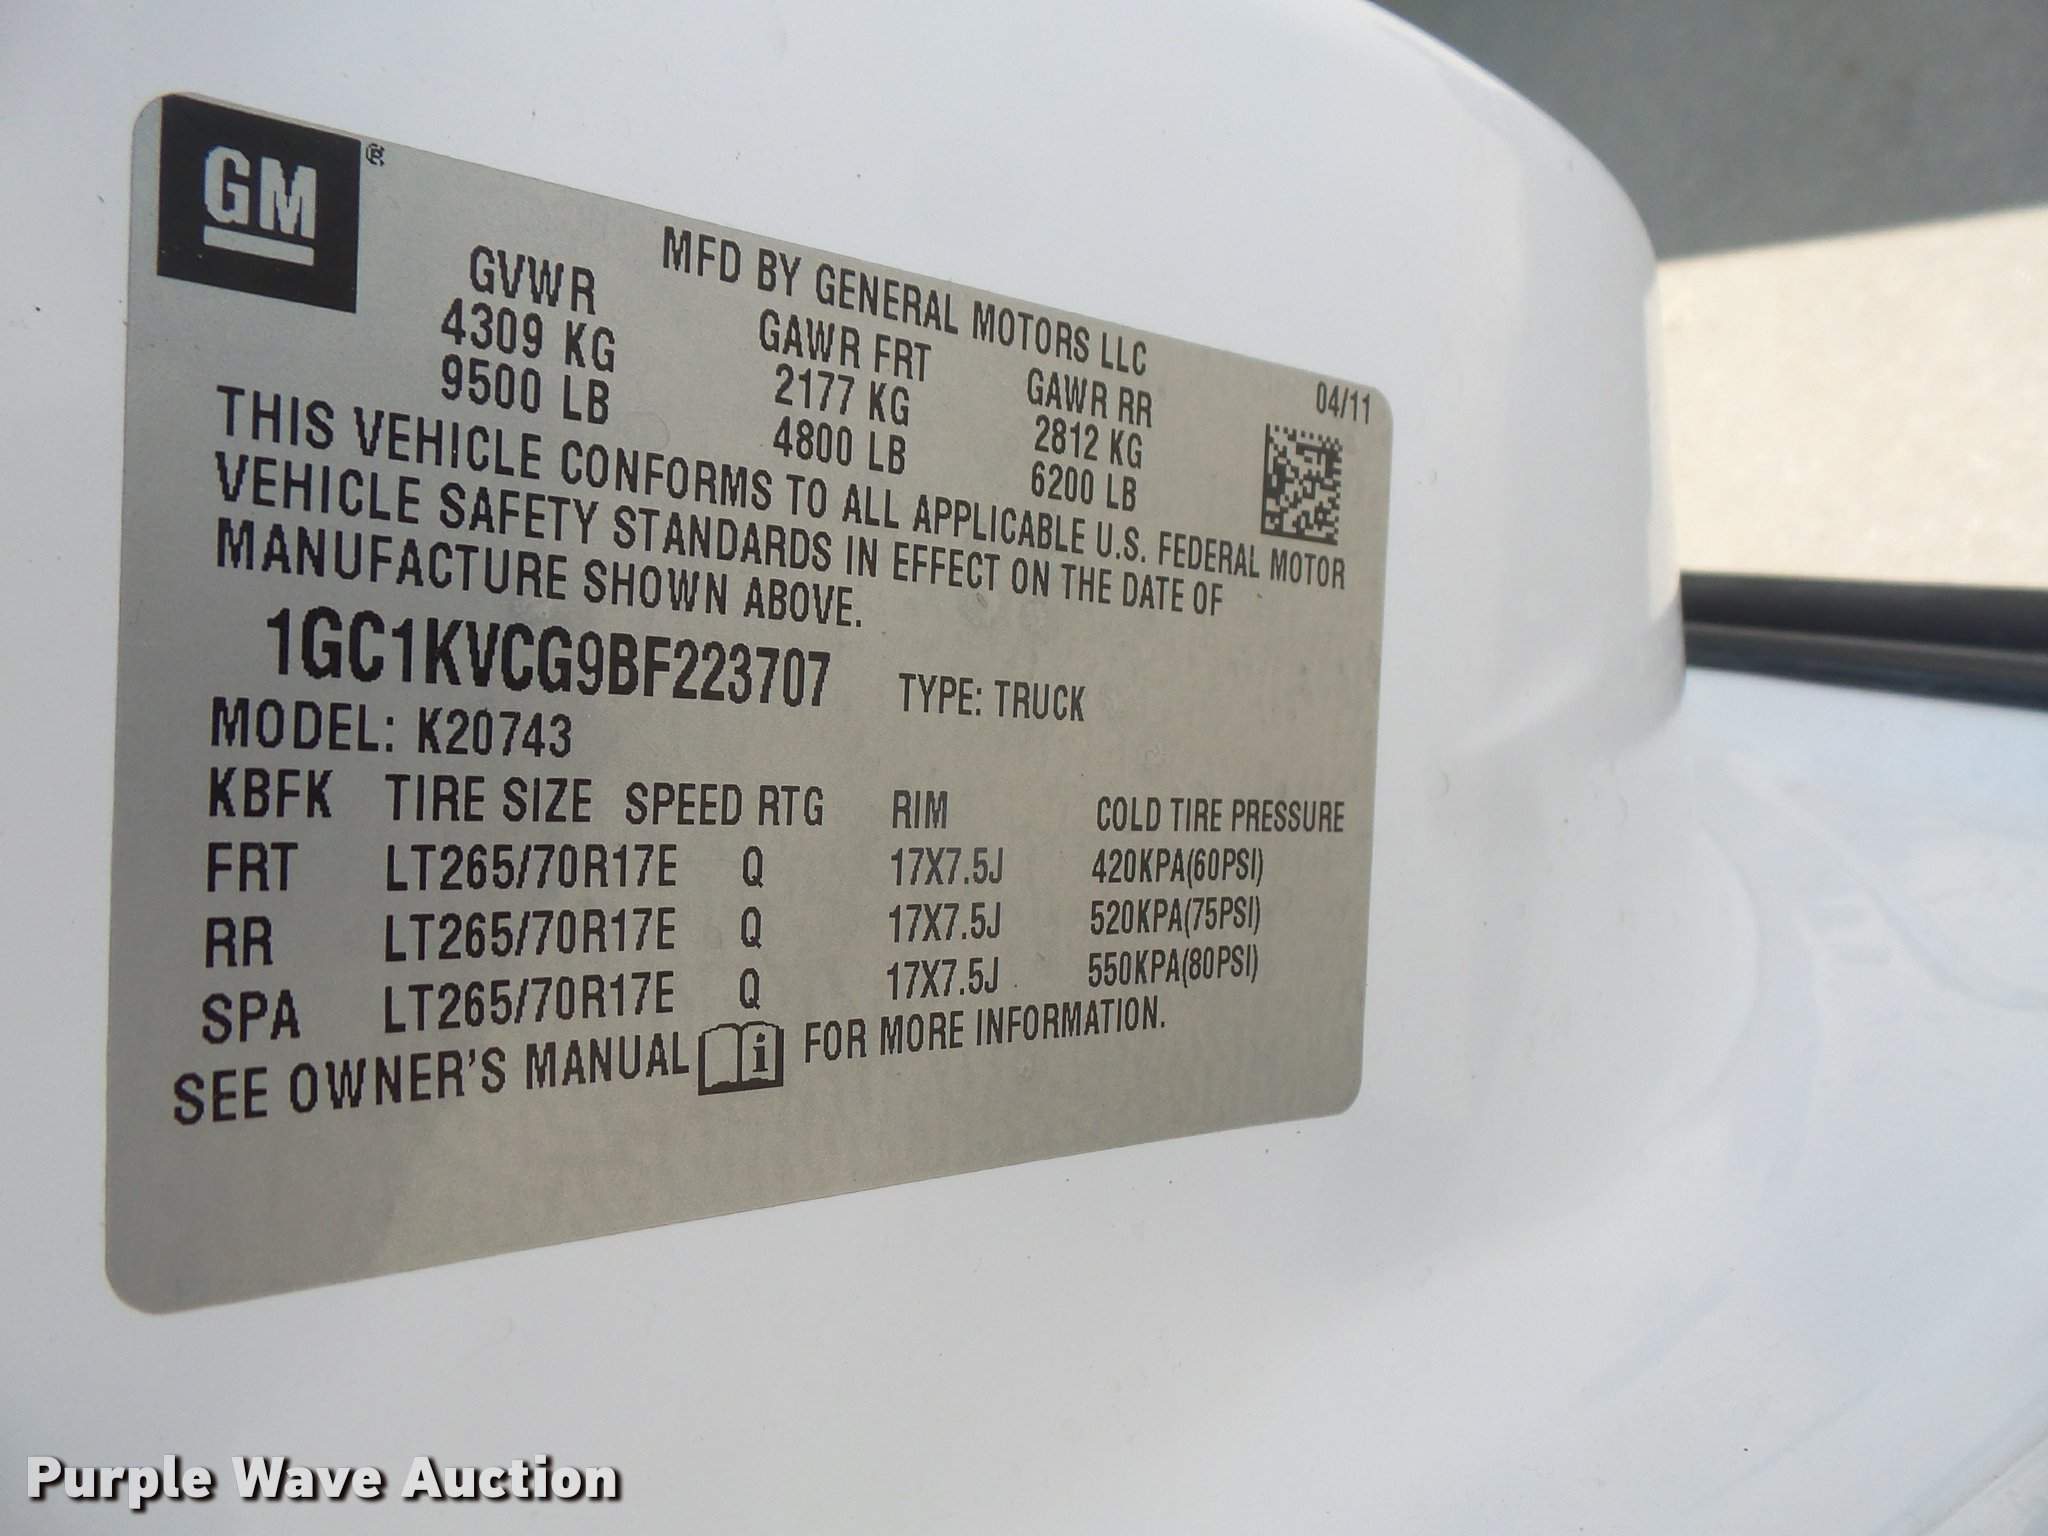 GM®
MFD BY GENERAL MOTORS LLC
04/11
GVWR GAWR FRT GAWR RR
4309 KG 2177 KG 2812 KG
9500 LB 4800 LB 6200 LB
THIS VEHICLE CONFORMS TO ALL APPLICABLE U.S. FEDERAL MOTOR
VEHICLE SAFETY STANDARDS IN EFFECT ON THE DATE OF
MANUFACTURE SHOWN ABOVE.
1GC1KVCG9BF223707 TYPE: TRUCK
MODEL: K20743
KBFK TIRE SIZE SPEED RTG RIM COLD TIRE PRESSURE
FRT LT265/70R17E Q 17X7.5J 420KPA(60PSI)
RR LT265/70R17E Q 17X7.5J 520KPA(75PSI)
SPA LT265/70R17E Q 17X7.5J 550KPA(80PSI)
SEE OWNER'S MANUAL i FOR MORE INFORMATION.
Purple Wave Auction